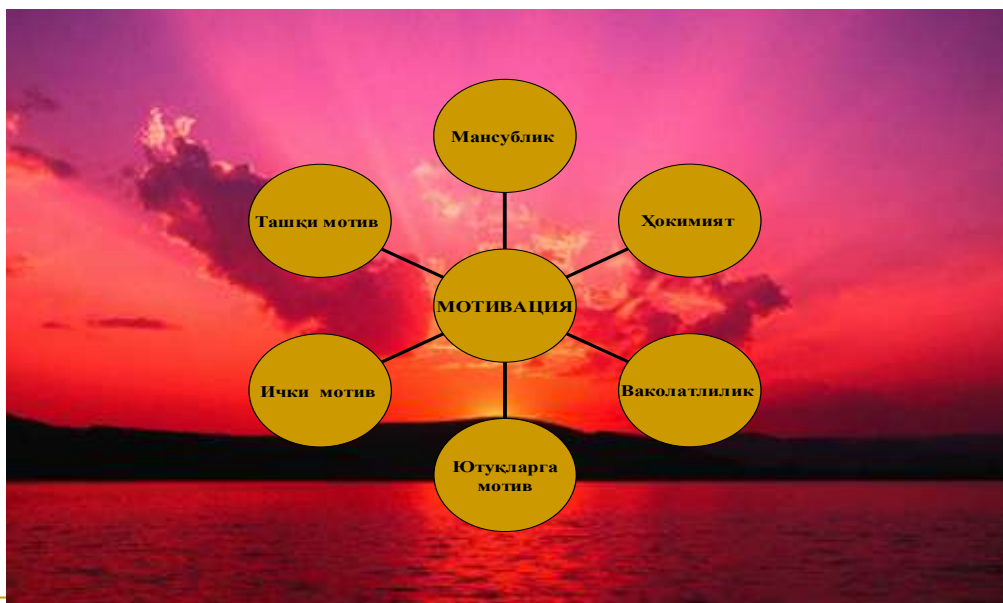 Мансублик
Ташқи мотив
Ҳокимият
МОТИВАЦИЯ
Ички мотив
Ваколатлилик
Ютуқларга
мотив